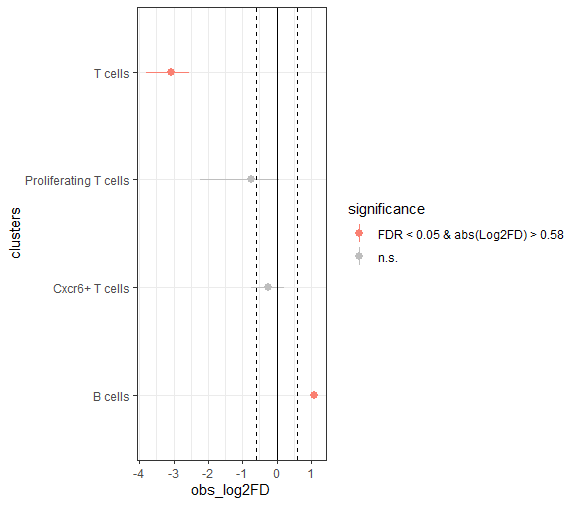 T cells
Proliferating T cells
Cxcr6+ T cells
B cells
clusters
-4 -3 -2 -1 0 1
obs_log2FD
significance
FDR < 0.05 & abs(Log2FD) > 0.58
n.s.